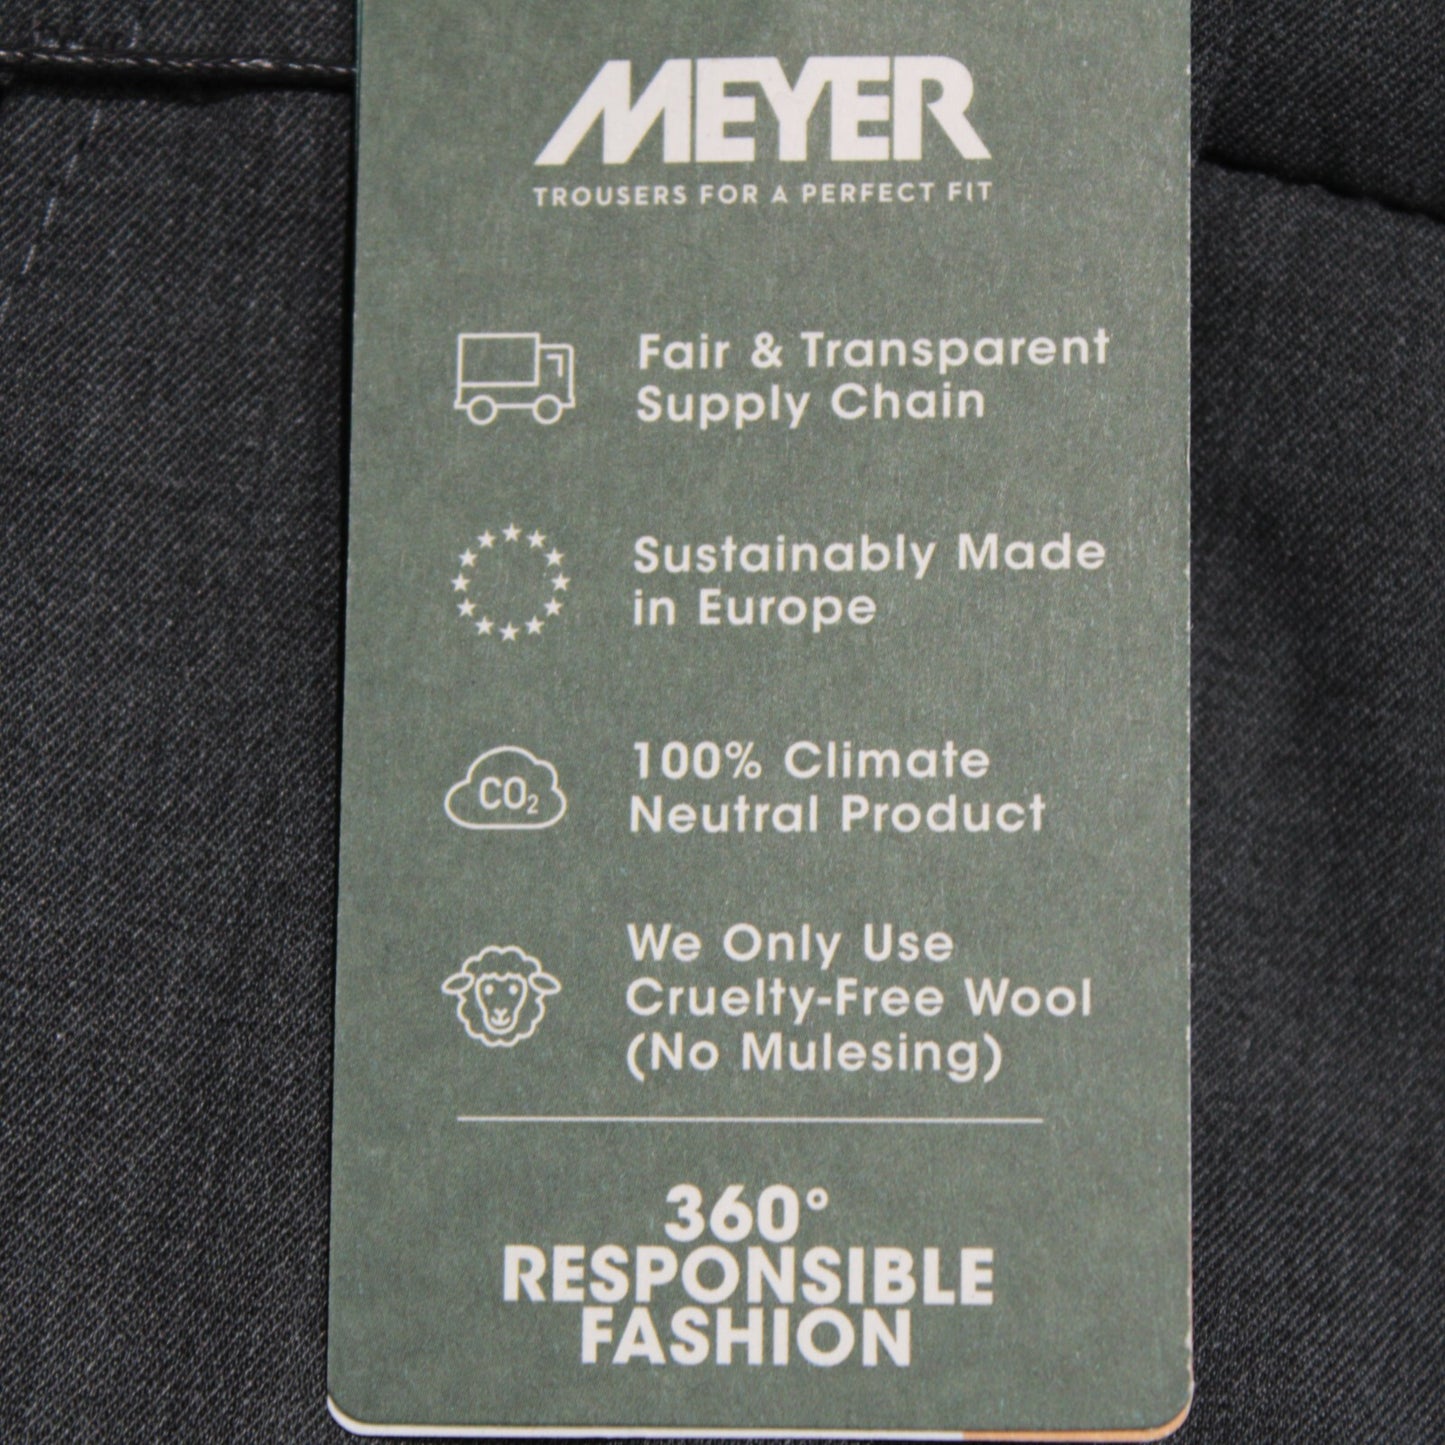 MEYER
TROUSERS FOR A PERFECT FIT
Fair & Transparent
Supply Chain
Sustainably Made
in Europe
CO₂
100% Climate
Neutral Product
We Only Use
Cruelty-Free Wool
(No Mulesing)
360°
RESPONSIBLE
FASHION